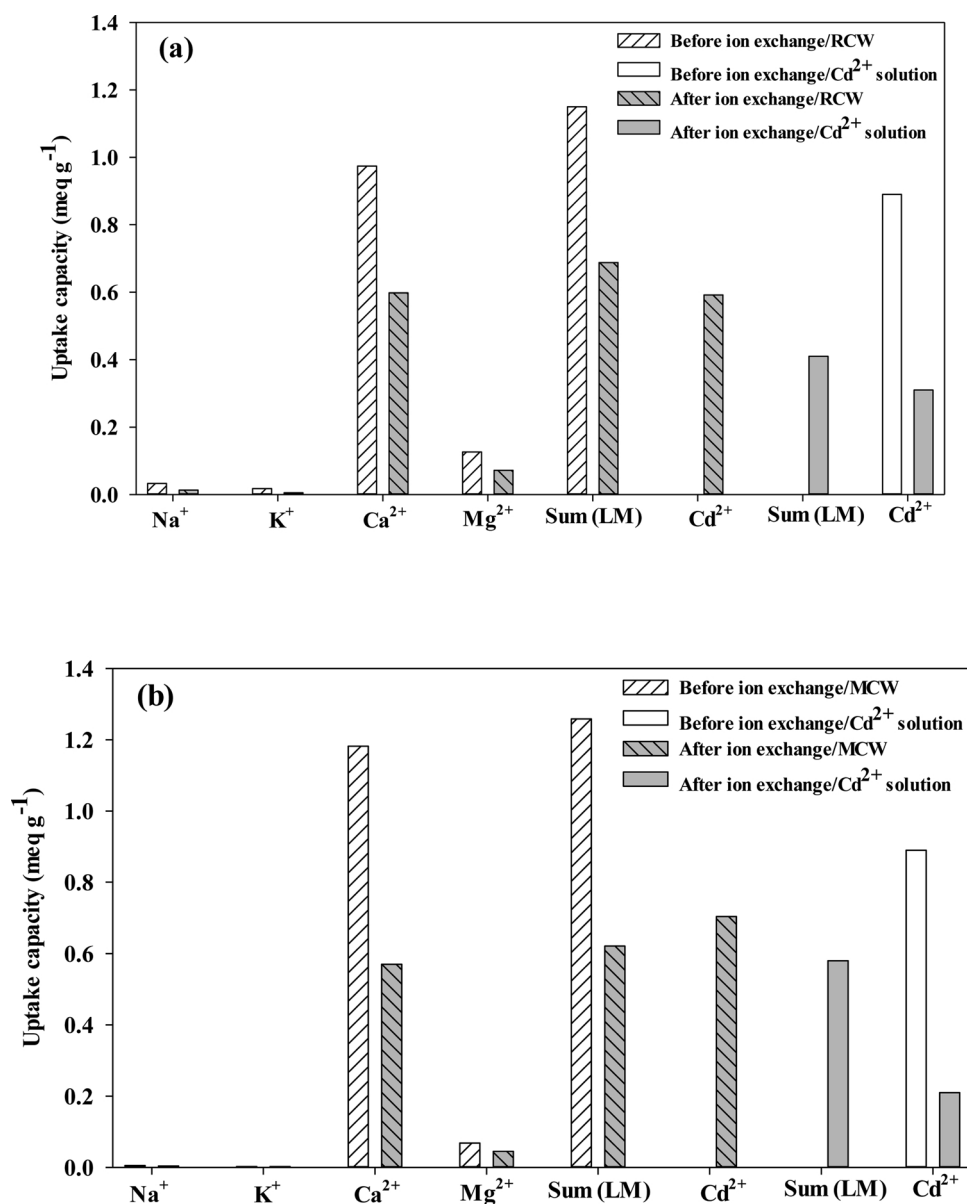 (a)
Before ion exchange/RCW
Before ion exchange/Cd²⁺ solution
After ion exchange/RCW
After ion exchange/Cd²⁺ solution
Uptake capacity (meq g⁻¹)
1.4
1.2
1.0
0.8
0.6
0.4
0.2
0.0
Na⁺ K⁺ Ca²⁺ Mg²⁺ Sum (LM) Cd²⁺ Sum (LM) Cd²⁺
(b)
Before ion exchange/MCW
Before ion exchange/Cd²⁺ solution
After ion exchange/MCW
After ion exchange/Cd²⁺ solution
Uptake capacity (meq g⁻¹)
1.4
1.2
1.0
0.8
0.6
0.4
0.2
0.0
Na⁺ K⁺ Ca²⁺ Mg²⁺ Sum (LM) Cd²⁺ Sum (LM) Cd²⁺